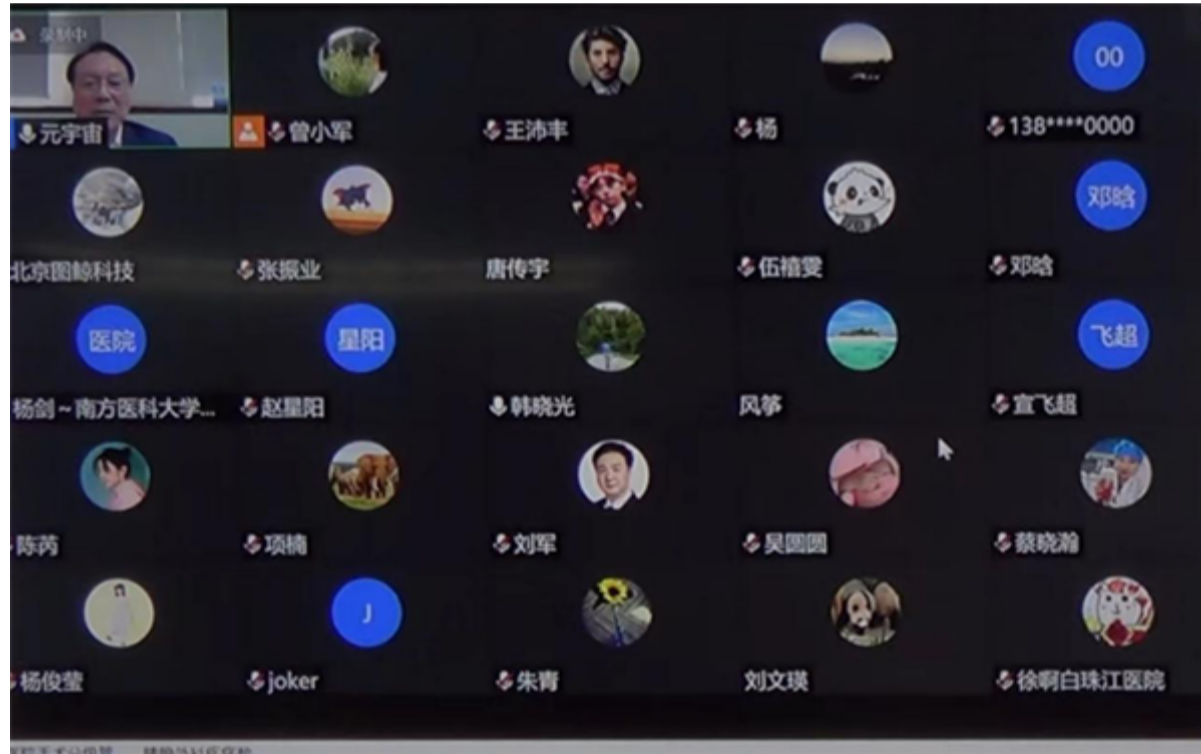 录制中
元宇宙
曾小军
王沛丰
杨
00
138****0000
北京图鲸科技
张振业
唐传宇
伍禧雯
邓晗
邓晗
医院
杨剑~南方医科大学...
星阳
赵星阳
韩晓光
风筝
飞超
宣飞超
陈芮
项楠
刘军
吴圆圆
蔡晓瀚
杨俊莹
J
joker
朱青
刘文瑛
徐啊白珠江医院